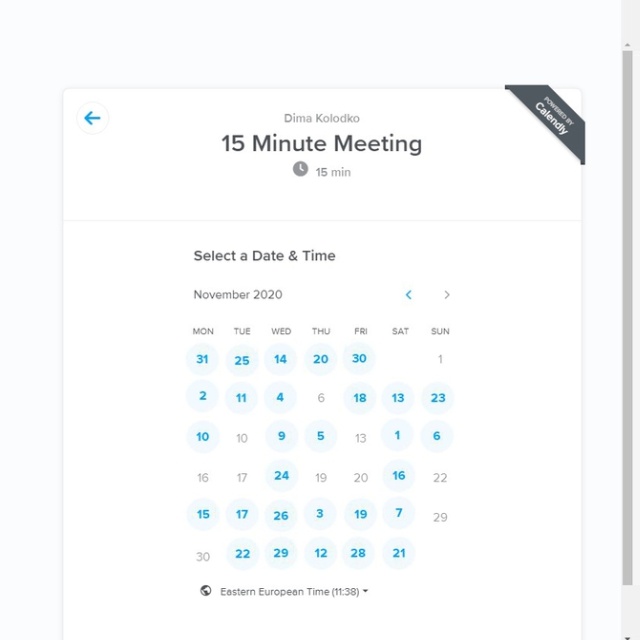 Dima Kolodko
15 Minute Meeting
15 min
POWERED BY
Calendly
Select a Date & Time
November 2020
MON TUE WED THU FRI SAT SUN
31 25 14 20 30 1
2 11 4 6 18 13 23
10 10 9 5 13 1 6
16 17 24 19 20 16 22
15 17 26 3 19 7 29
30 22 29 12 28 21
Eastern European Time (11:38)